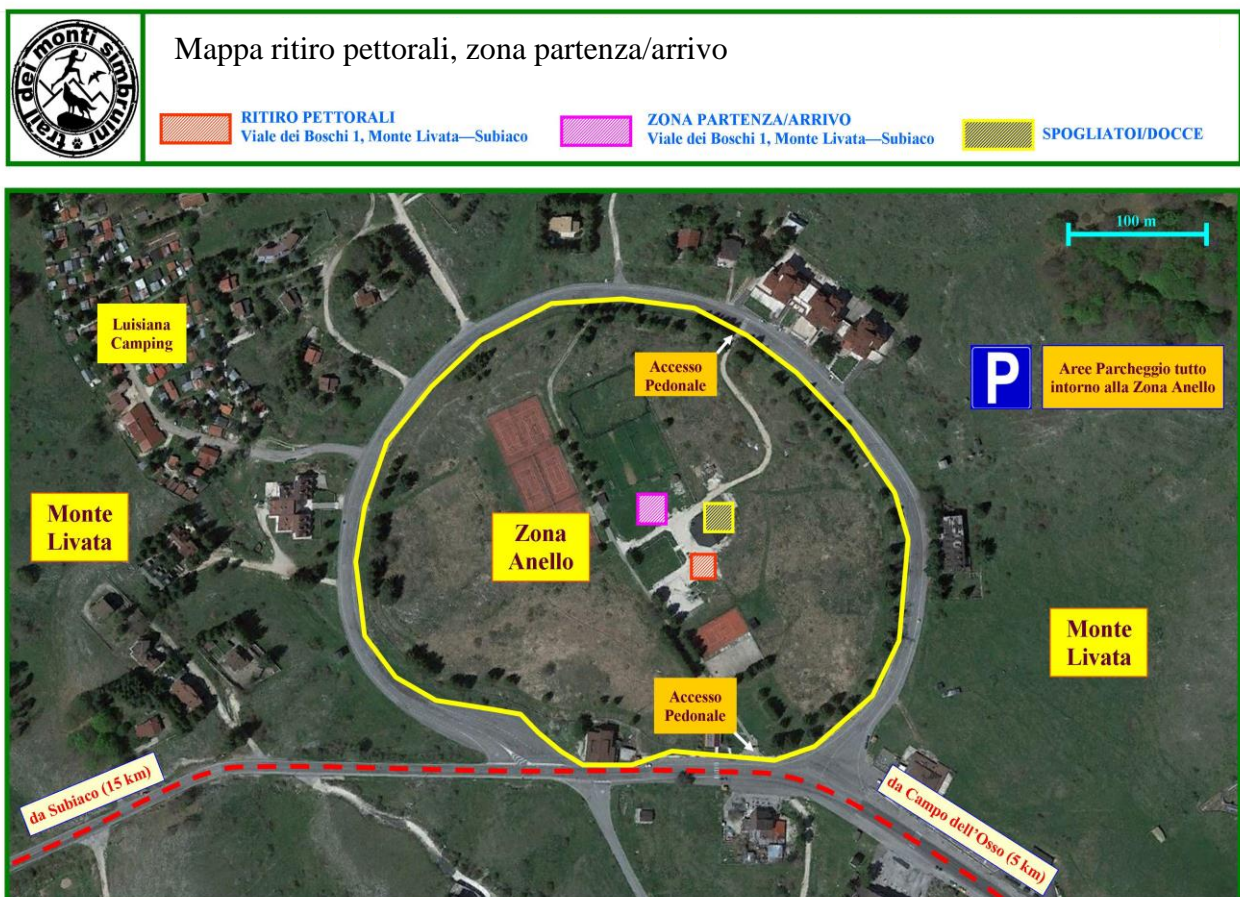 trail dei monti simbruini
Mappa ritiro pettorali, zona partenza/arrivo
RITIRO PETTORALI
Viale dei Boschi 1, Monte Livata—Subiaco
ZONA PARTENZA/ARRIVO
Viale dei Boschi 1, Monte Livata—Subiaco
SPOGLIATOI/DOCCE
100 m
Luisiana
Camping
Accesso
Pedonale
P
Aree Parcheggio tutto
intorno alla Zona Anello
Monte
Livata
Zona
Anello
Monte
Livata
Accesso
Pedonale
da Subiaco (15 km)
da Campo dell'Osso (5 km)